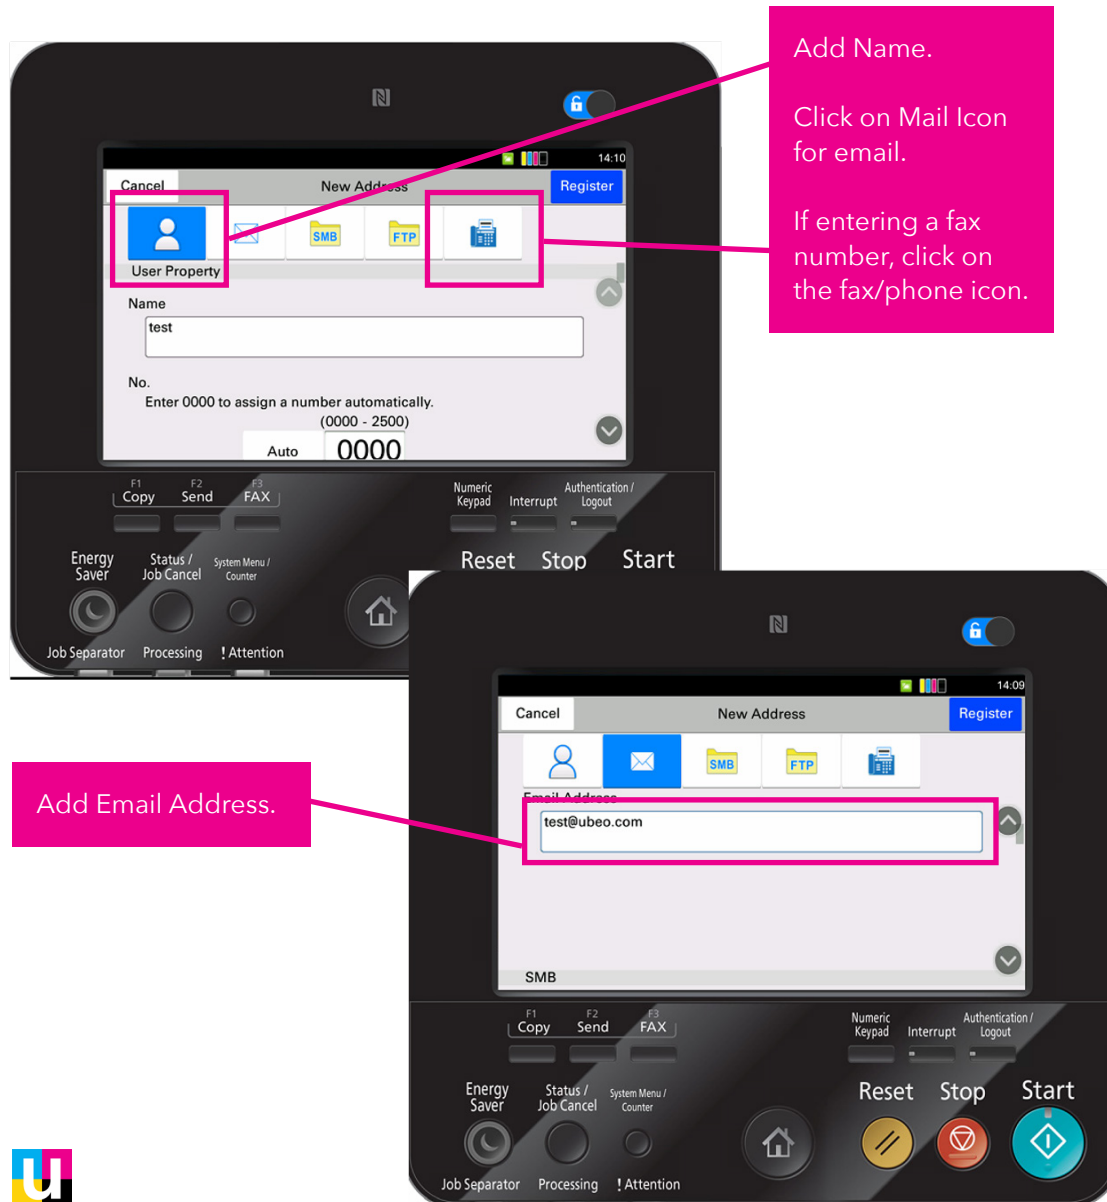 Add Name.
Click on Mail Icon
for email.
If entering a fax
number, click on
the fax/phone icon.
14:10
Cancel New Address Register
SMB FTP
User Property
Name
test
No.
Enter 0000 to assign a number automatically.
(0000 - 2500)
Auto 0000
F1 F2 F3
Copy Send FAX
Numeric
Keypad
Interrupt
Authentication /
Logout
Energy
Saver
Status /
Job Cancel
System Menu /
Counter
Reset Stop Start
Job Separator Processing ! Attention
14:09
Cancel New Address Register
SMB FTP
Email Address
test@ubeo.com
SMB
Add Email Address.
F1 F2 F3
Copy Send FAX
Numeric
Keypad
Interrupt
Authentication /
Logout
Energy
Saver
Status /
Job Cancel
System Menu /
Counter
Reset Stop Start
Job Separator Processing ! Attention
u